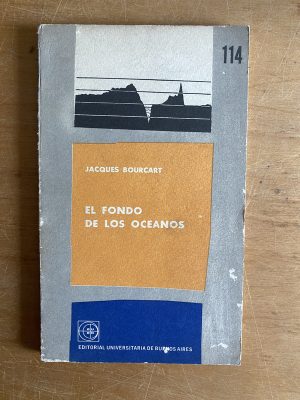 114
JACQUES BOURCART
EL FONDO
DE LOS OCEANOS
EDITORIAL UNIVERSITARIA DE BUENOS AIRES